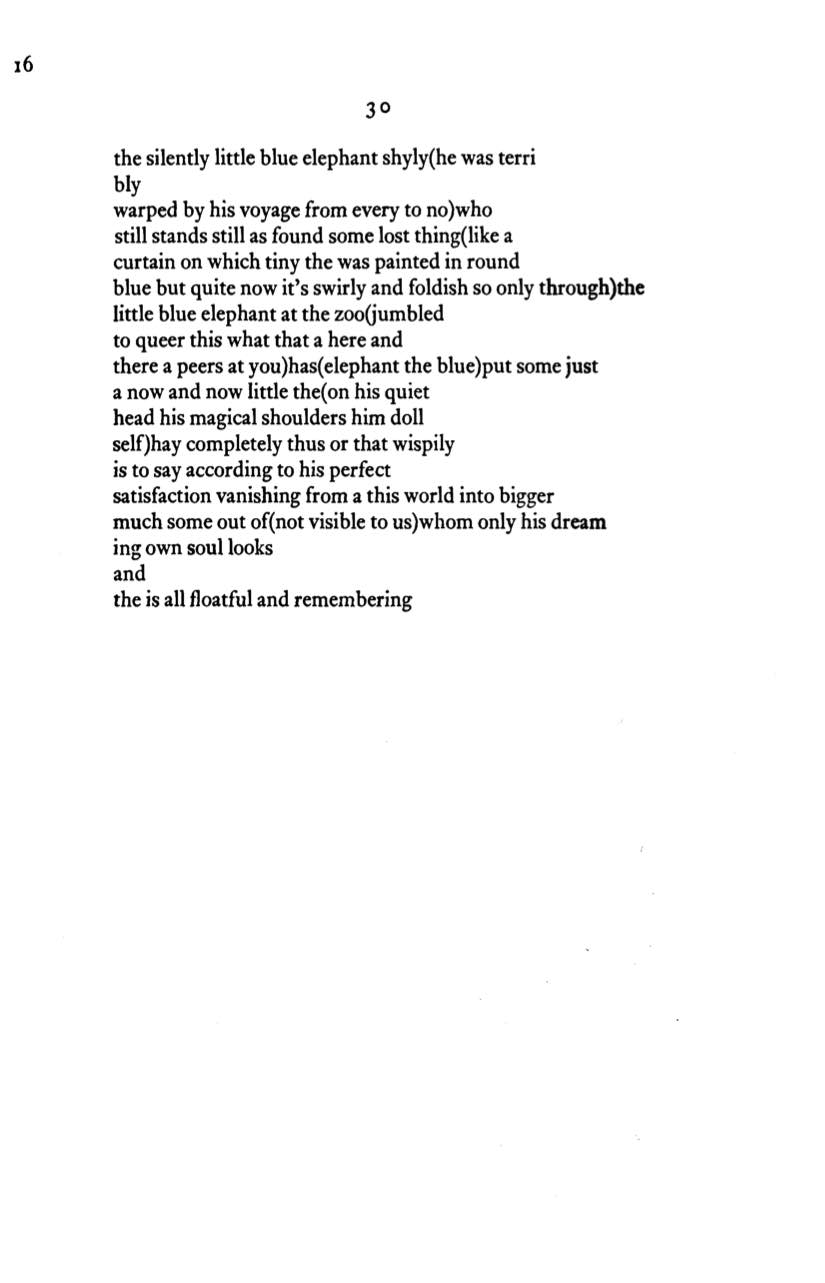 16
30
the silently little blue elephant shyly(he was terri
bly
warped by his voyage from every to no)who
still stands still as found some lost thing(like a
curtain on which tiny the was painted in round
blue but quite now it's swirly and foldish so only through)the
little blue elephant at the zoo(jumbled
to queer this what that a here and
there a peers at you)has(elephant the blue)put some just
a now and now little the(on his quiet
head his magical shoulders him doll
self)hay completely thus or that wispily
is to say according to his perfect
satisfaction vanishing from a this world into bigger
much some out of(not visible to us)whom only his dream
ing own soul looks
and
the is all floatful and remembering